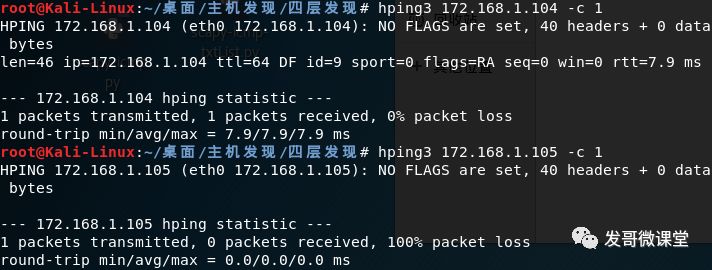 root@Kali-Linux:~/桌面/主机发现/四层发现# hping3 172.168.1.104 -c 1
HPING 172.168.1.104 (eth0 172.168.1.104): NO FLAGS are set, 40 headers + 0 data
 bytes
len=46 ip=172.168.1.104 ttl=64 DF id=9 sport=0 flags=RA seq=0 win=0 rtt=7.9 ms

--- 172.168.1.104 hping statistic ---
1 packets transmitted, 1 packets received, 0% packet loss
round-trip min/avg/max = 7.9/7.9/7.9 ms
root@Kali-Linux:~/桌面/主机发现/四层发现# hping3 172.168.1.105 -c 1
HPING 172.168.1.105 (eth0 172.168.1.105): NO FLAGS are set, 40 headers + 0 data
 bytes

--- 172.168.1.105 hping statistic ---
1 packets transmitted, 0 packets received, 100% packet loss
round-trip min/avg/max = 0.0/0.0/0.0 ms
发哥微课堂